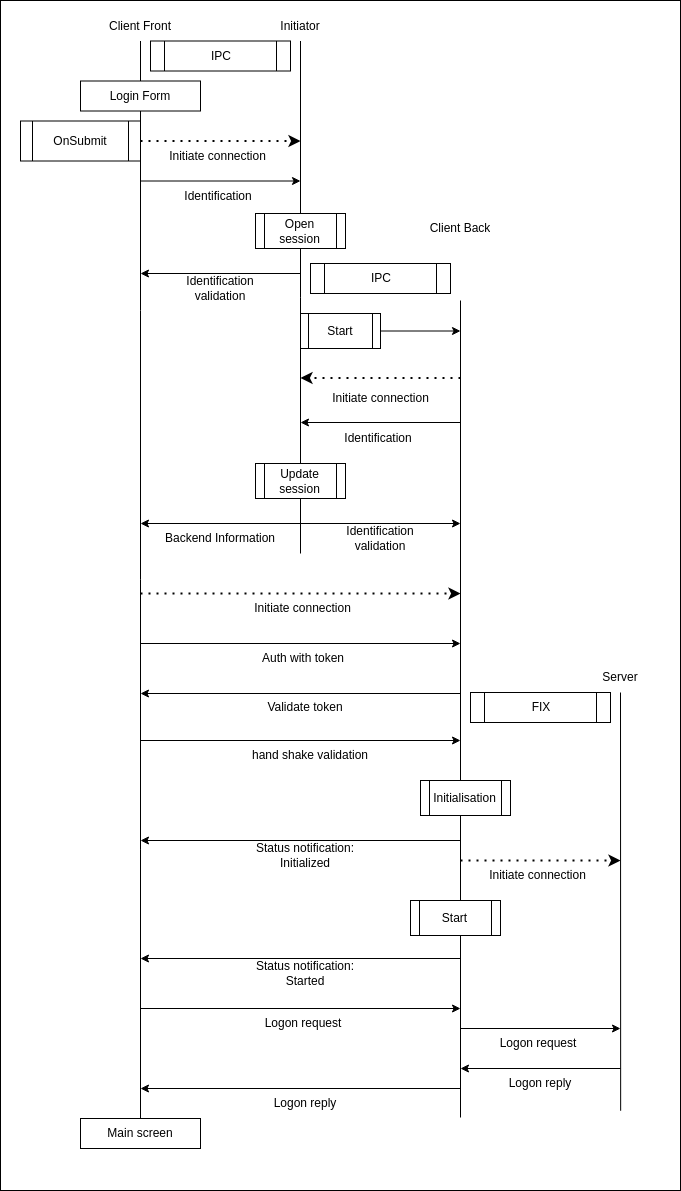 Client Front
Initiator
IPC
Login Form
OnSubmit
Initiate connection
Identification
Open
session
Client Back
Identification
validation
IPC
Start
Initiate connection
Identification
Update
session
Backend Information
Identification
validation
Initiate connection
Auth with token
Server
Validate token
FIX
hand shake validation
Initialisation
Status notification:
Initialized
Initiate connection
Start
Status notification:
Started
Logon request
Logon request
Logon reply
Logon reply
Main screen